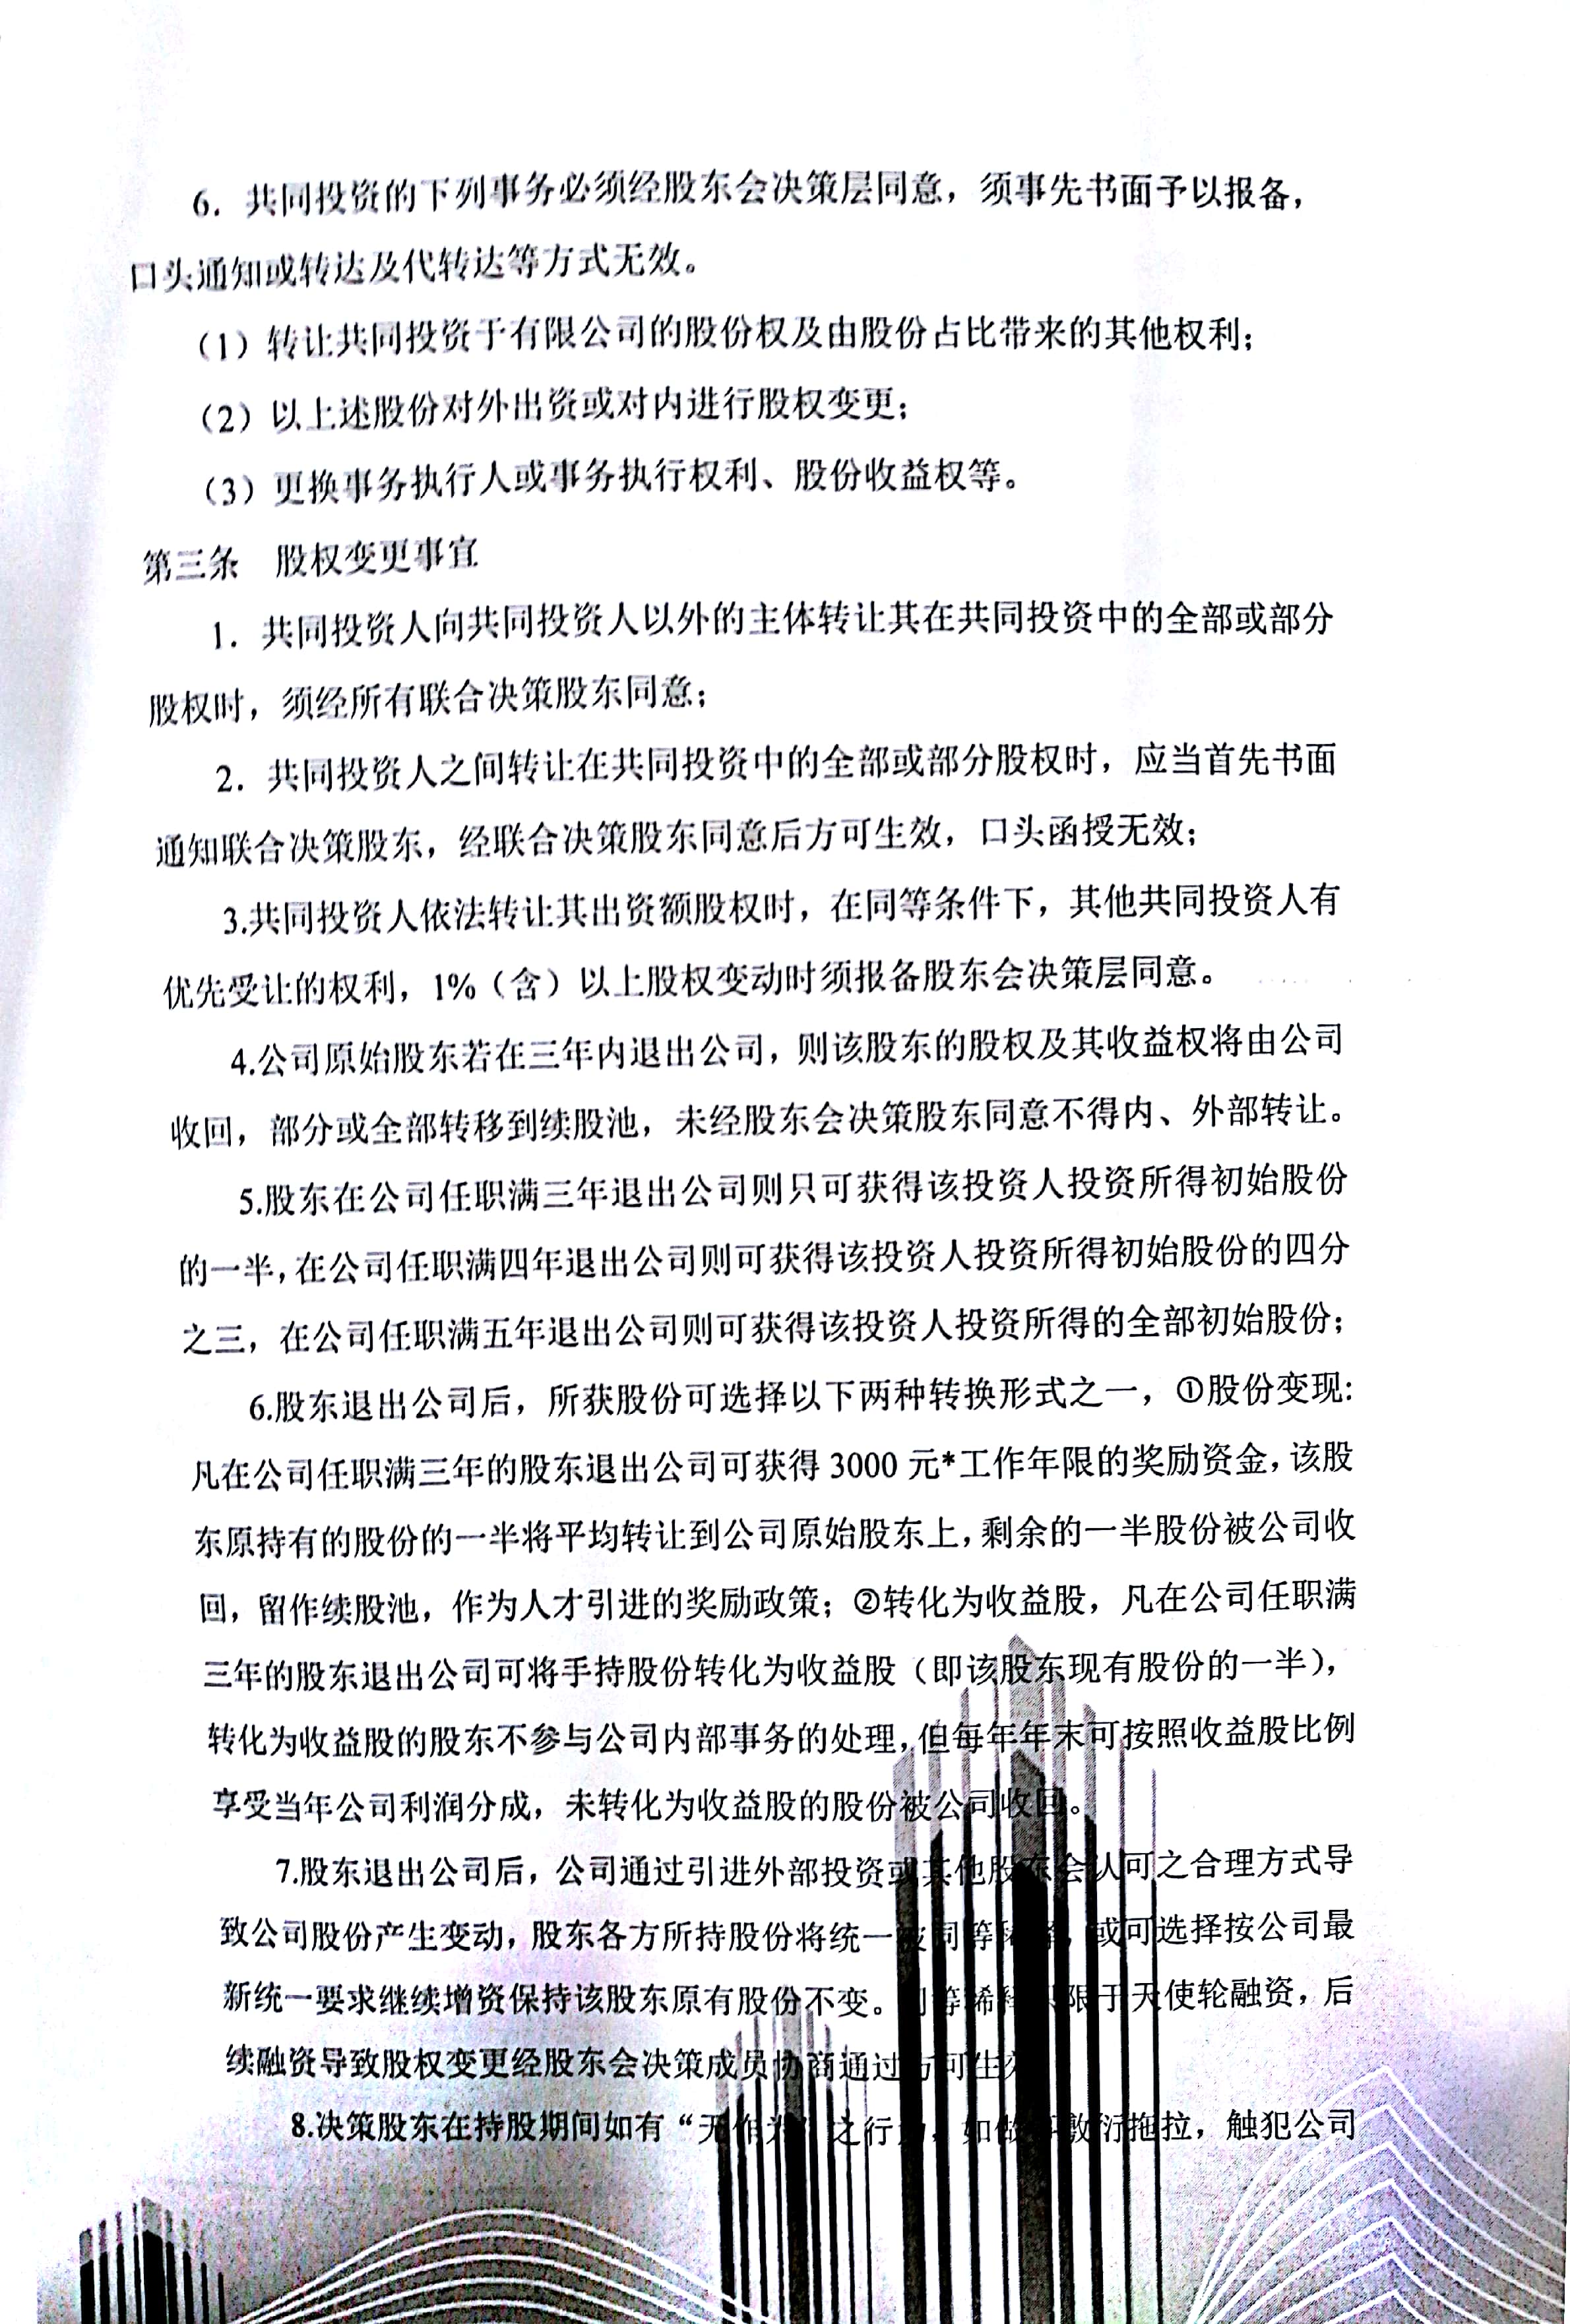 6. 共同投资的下列事务必须经股东会决策层同意，须事先书面予以报备，
口头通知或转达及代转达等方式无效。
（1）转让共同投资于有限公司的股份权及由股份占比带来的其他权利；
（2）以上述股份对外出资或对内进行股权变更；
（3）更换事务执行人或事务执行权利、股份收益权等。
第三条 股权变更事宜
1. 共同投资人向共同投资人以外的主体转让其在共同投资中的全部或部分
股权时，须经所有联合决策股东同意；
2. 共同投资人之间转让在共同投资中的全部或部分股权时，应当首先书面
通知联合决策股东，经联合决策股东同意后方可生效，口头函授无效；
3.共同投资人依法转让其出资额股权时，在同等条件下，其他共同投资人有
优先受让的权利，1%（含）以上股权变动时须报备股东会决策层同意。
4.公司原始股东若在三年内退出公司，则该股东的股权及其收益权将由公司
收回，部分或全部转移到续股池，未经股东会决策股东同意不得内、外部转让。
5.股东在公司任职满三年退出公司则只可获得该投资人投资所得初始股份
的一半，在公司任职满四年退出公司则可获得该投资人投资所得初始股份的四分
之三，在公司任职满五年退出公司则可获得该投资人投资所得的全部初始股份；
6.股东退出公司后，所获股份可选择以下两种转换形式之一，①股份变现：
凡在公司任职满三年的股东退出公司可获得 3000 元*工作年限的奖励资金，该股
东原持有的股份的一半将平均转让到公司原始股东上，剩余的一半股份被公司收
回，留作续股池，作为人才引进的奖励政策；②转化为收益股，凡在公司任职满
三年的股东退出公司可将手持股份转化为收益股（即该股东现有股份的一半），
转化为收益股的股东不参与公司内部事务的处理，但每年年末可按照收益股比例
享受当年公司利润分成，未转化为收益股的股份被公司收回。
7.股东退出公司后，公司通过引进外部投资或其他股东会认可之合理方式导
致公司股份产生变动，股东各方所持股份将统一被同等稀释，或可选择按公司最
新统一要求继续增资保持该股东原有股份不变。同等稀释只限于天使轮融资，后
续融资导致股权变更经股东会决策成员协商通过方可生效
8.决策股东在持股期间如有“无作为”之行为，如做事敷衍拖拉，触犯公司